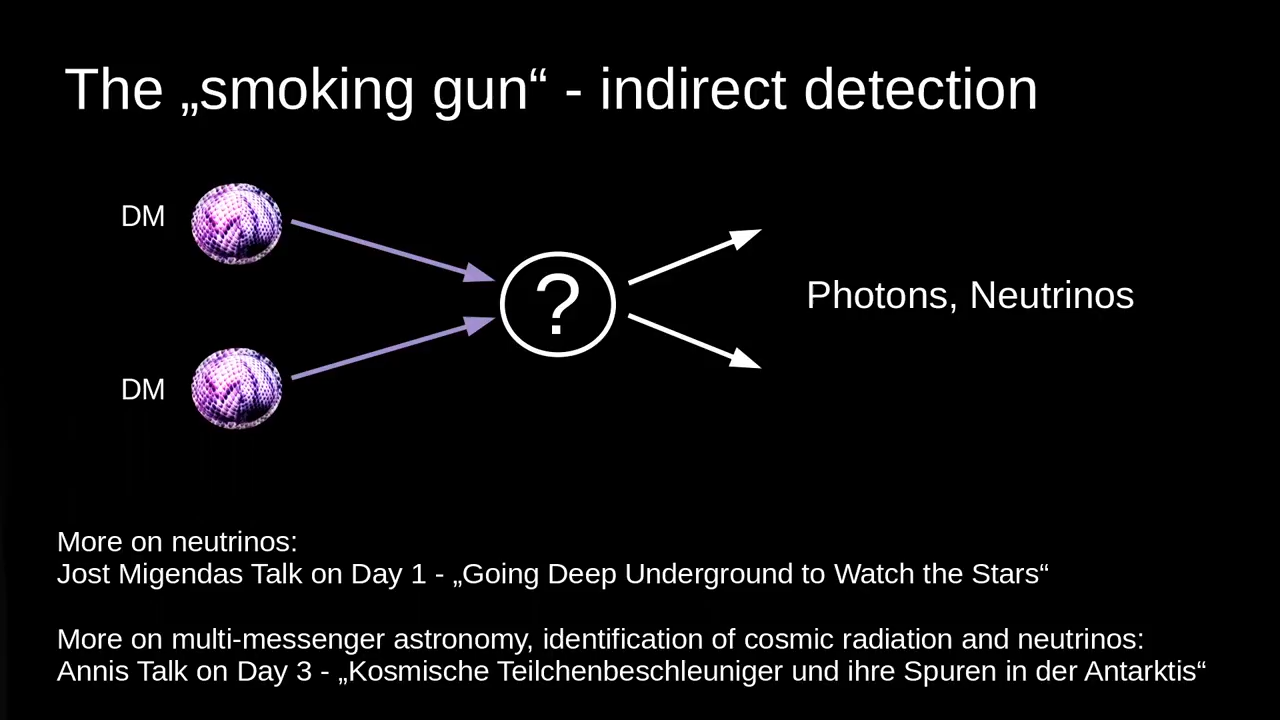 The „smoking gun“ - indirect detection
DM
?
Photons, Neutrinos
DM
More on neutrinos:
Jost Migendas Talk on Day 1 - „Going Deep Underground to Watch the Stars“
More on multi-messenger astronomy, identification of cosmic radiation and neutrinos:
Annis Talk on Day 3 - „Kosmische Teilchenbeschleuniger und ihre Spuren in der Antarktis“